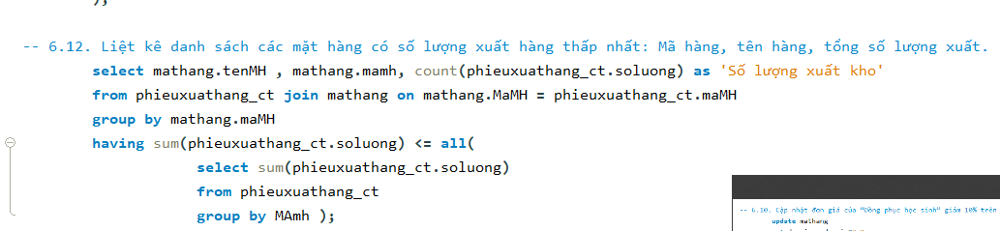 );
-- 6.12. Liệt kê danh sách các mặt hàng có số lượng xuất hàng thấp nhất: Mã hàng, tên hàng, tổng số lượng xuất.
select mathang.tenMH , mathang.mamh, count(phieuxuathang_ct.soluong) as 'Số lượng xuất kho'
from phieuxuathang_ct join mathang on mathang.MaMH = phieuxuathang_ct.maMH
group by mathang.maMH
having sum(phieuxuathang_ct.soluong) <= all(
select sum(phieuxuathang_ct.soluong)
from phieuxuathang_ct
group by MAmh );
-- 6.10. Cập nhật đơn giá của "Đồng phục học sinh" giảm 10% trên
update mathang